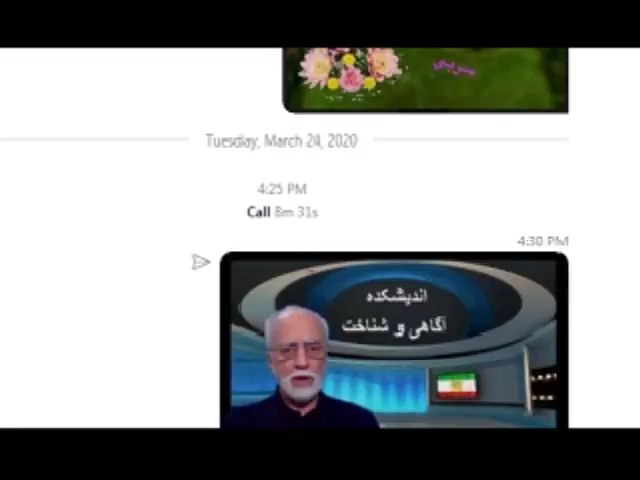 Tuesday, March 24, 2020
4:25 PM
Call 8m 31s
4:30 PM
اندیشکده
آگاهی و شناخت